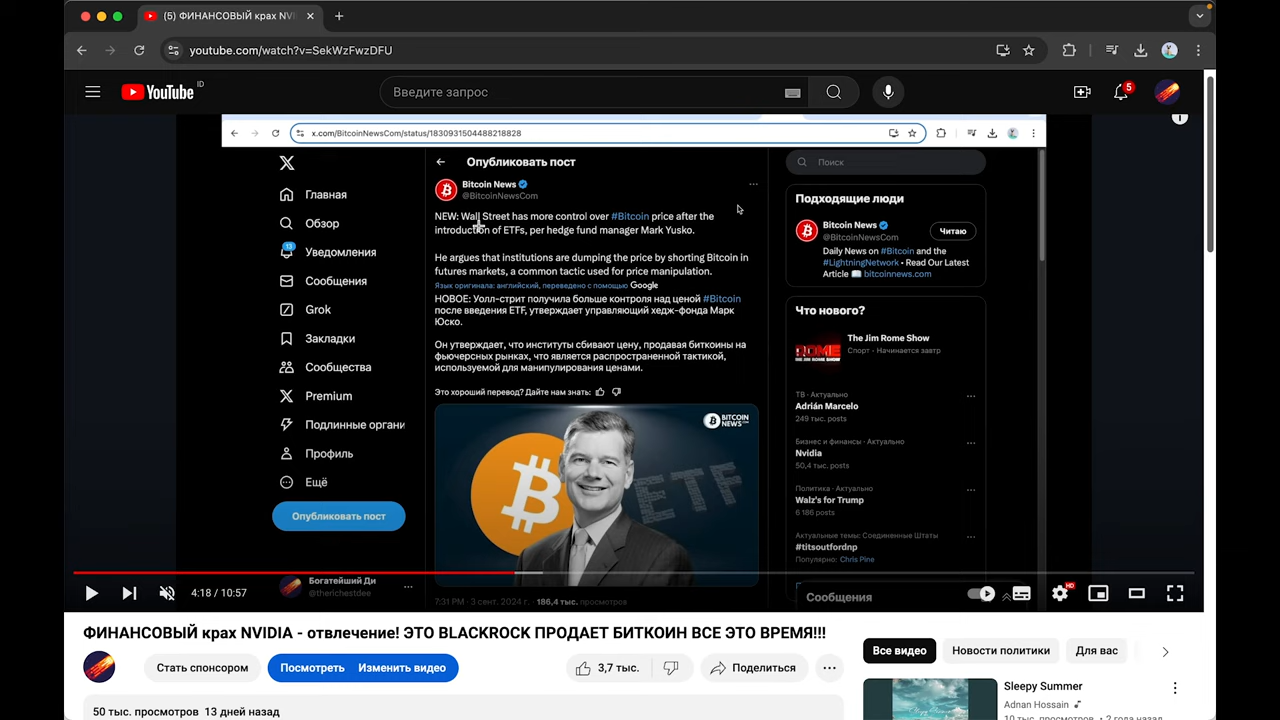 (5) ФИНАНСОВЫЙ крах NVI
youtube.com/watch?v=SekWzFwzDFU
YouTube ID
Введите запрос
5
x.com/BitcoinNewsCom/status/1830931504488218828
Главная
Обзор
13
Уведомления
Сообщения
Grok
Закладки
Сообщества
Premium
Подлинные органи
Профиль
Ещё
Опубликовать пост
Богатейший Ди
@therichestdee
Опубликовать пост
Bitcoin News
@BitcoinNewsCom
NEW: Wall Street has more control over #Bitcoin price after the
introduction of ETFs, per hedge fund manager Mark Yusko.
He argues that institutions are dumping the price by shorting Bitcoin in
futures markets, a common tactic used for price manipulation.
Язык оригинала: английский, переведено с помощью Google
НОВОЕ: Уолл-стрит получила больше контроля над ценой #Bitcoin
после введения ETF, утверждает управляющий хедж-фонда Марк
Юско.
Он утверждает, что институты сбивают цену, продавая биткоины на
фьючерсных рынках, что является распространенной тактикой,
используемой для манипулирования ценами.
Это хороший перевод? Дайте нам знать:
BITCOIN
NEWS
ETF
7:31 PM · 3 сент. 2024 г. · 186,4 тыс. просмотров
Поиск
Подходящие люди
Bitcoin News
@BitcoinNewsCom
Читаю
Daily News on #Bitcoin and the
#LightningNetwork • Read Our Latest
Article bitcoinnews.com
Что нового?
ROME
The Jim Rome Show
Спорт · Начинается завтр
ТВ · Актуально
Adrián Marcelo
249 тыс. posts
Бизнес и финансы · Актуально
Nvidia
50,4 тыс. posts
Политика · Актуально
Walz's for Trump
6 186 posts
Актуальные темы: Соединенные Штаты
#titsoutfordnp
Популярно: Chris Pine
Сообщения
4:18 / 10:57
HD
ФИНАНСОВЫЙ крах NVIDIA - отвлечение! ЭТО BLACKROCK ПРОДАЕТ БИТКОИН ВСЕ ЭТО ВРЕМЯ!!!
Стать спонсором
Посмотреть
Изменить видео
3,7 тыс.
Поделиться
50 тыс. просмотров 13 дней назад
Все видео
Новости политики
Для вас
Sleepy Summer
Adnan Hossain
10 тыс. просмотров • 2 года назад